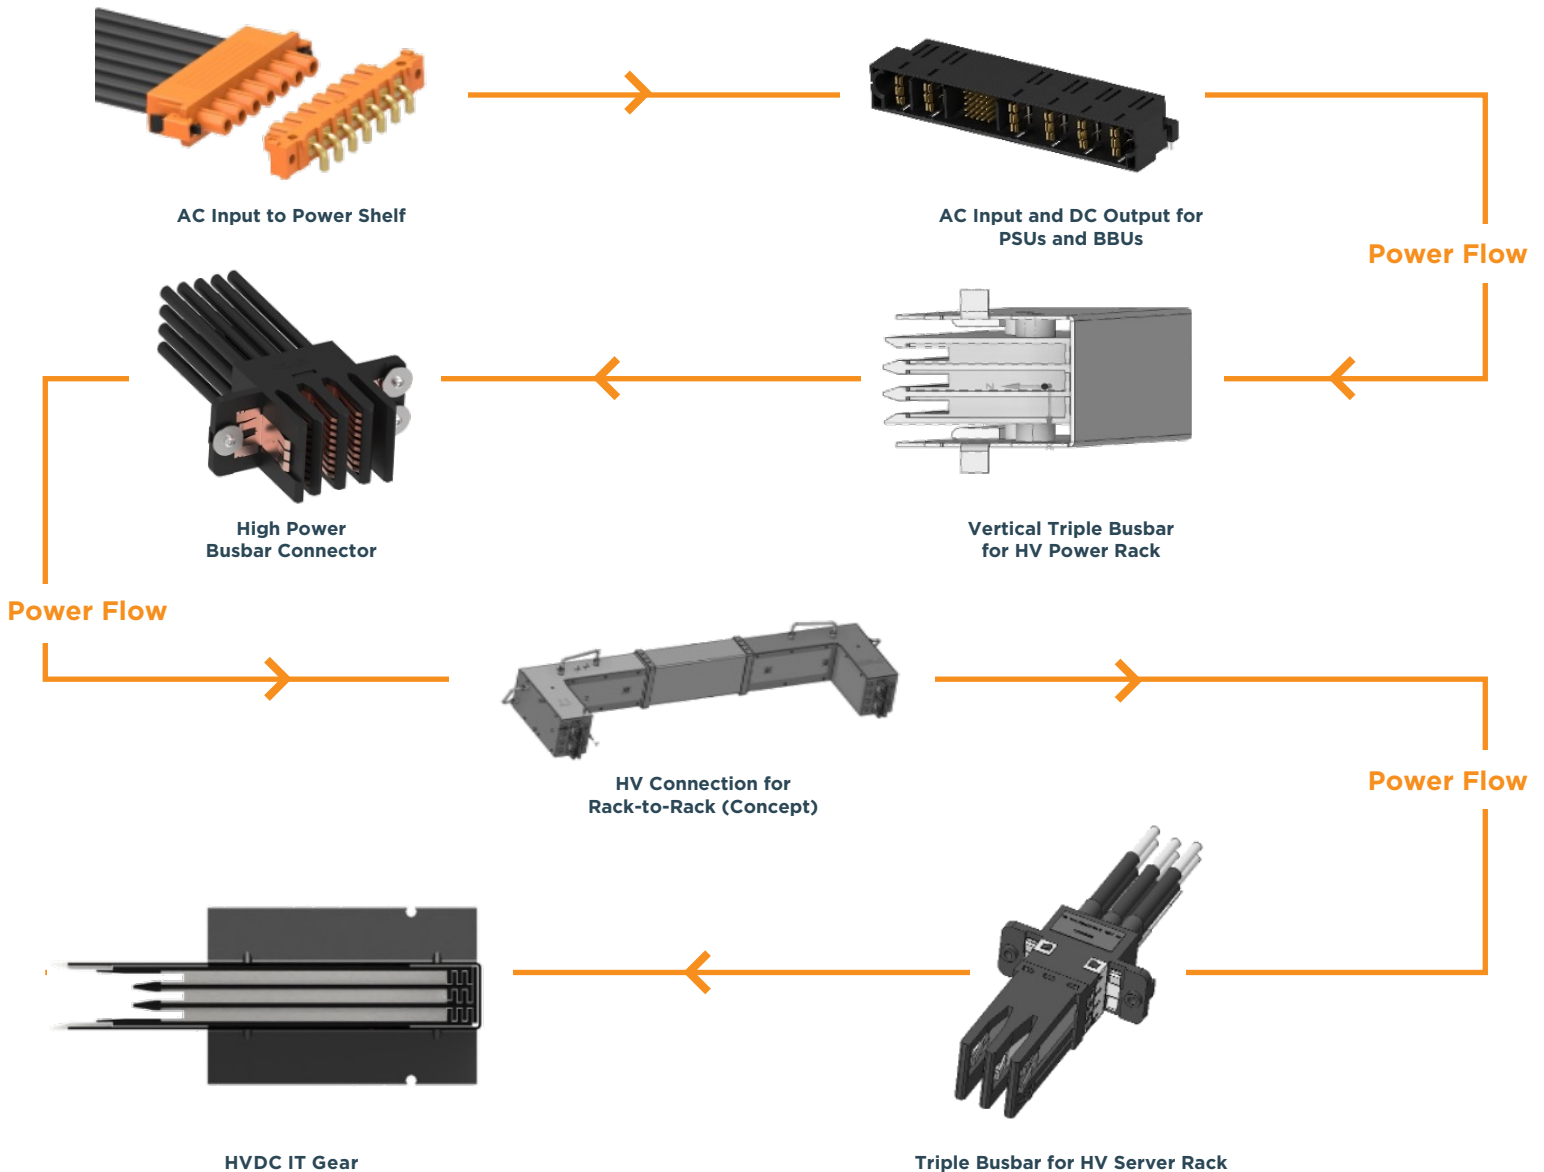 AC Input to Power Shelf
AC Input and DC Output for
PSUs and BBUs
Power Flow
High Power
Busbar Connector
Vertical Triple Busbar
for HV Power Rack
Power Flow
HV Connection for
Rack-to-Rack (Concept)
Power Flow
HVDC IT Gear
Triple Busbar for HV Server Rack